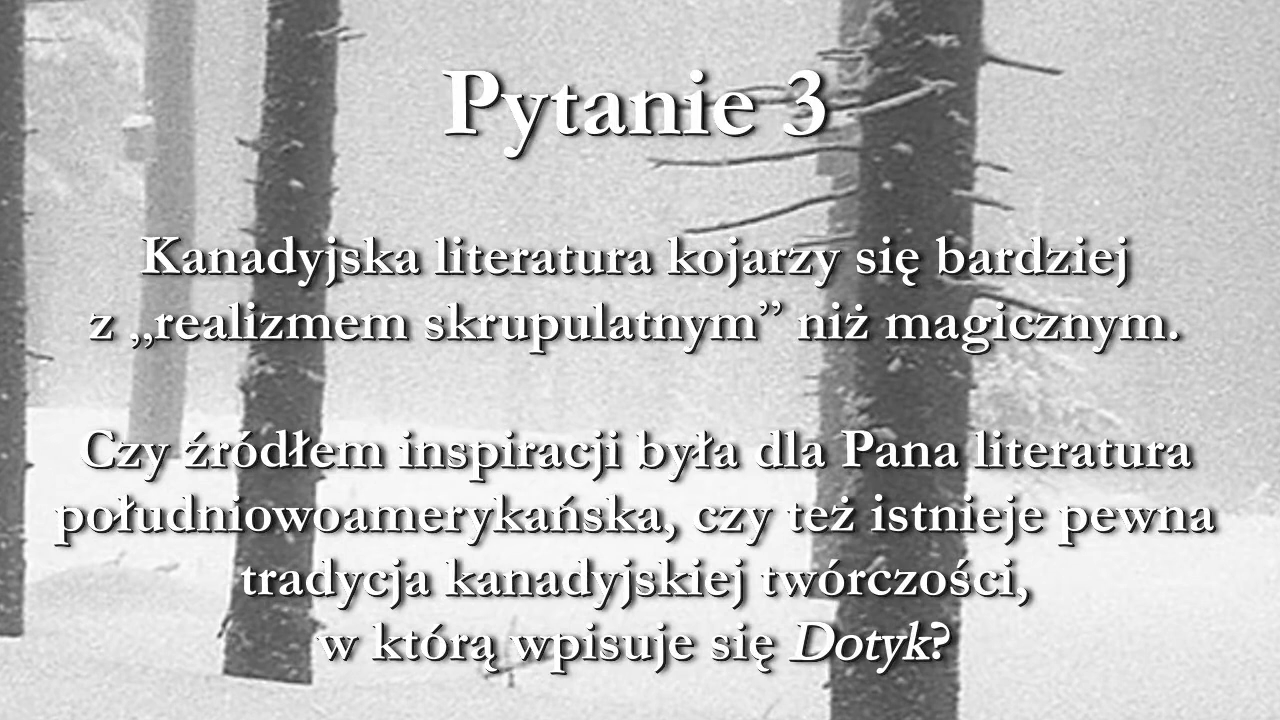 Pytanie 3
Kanadyjska literatura kojarzy się bardziej
z „realizmem skrupulatnym” niż magicznym.
Czy źródłem inspiracji była dla Pana literatura
południowoamerykańska, czy też istnieje pewna
tradycja kanadyjskiej twórczości,
w którą wpisuje się Dotyk?